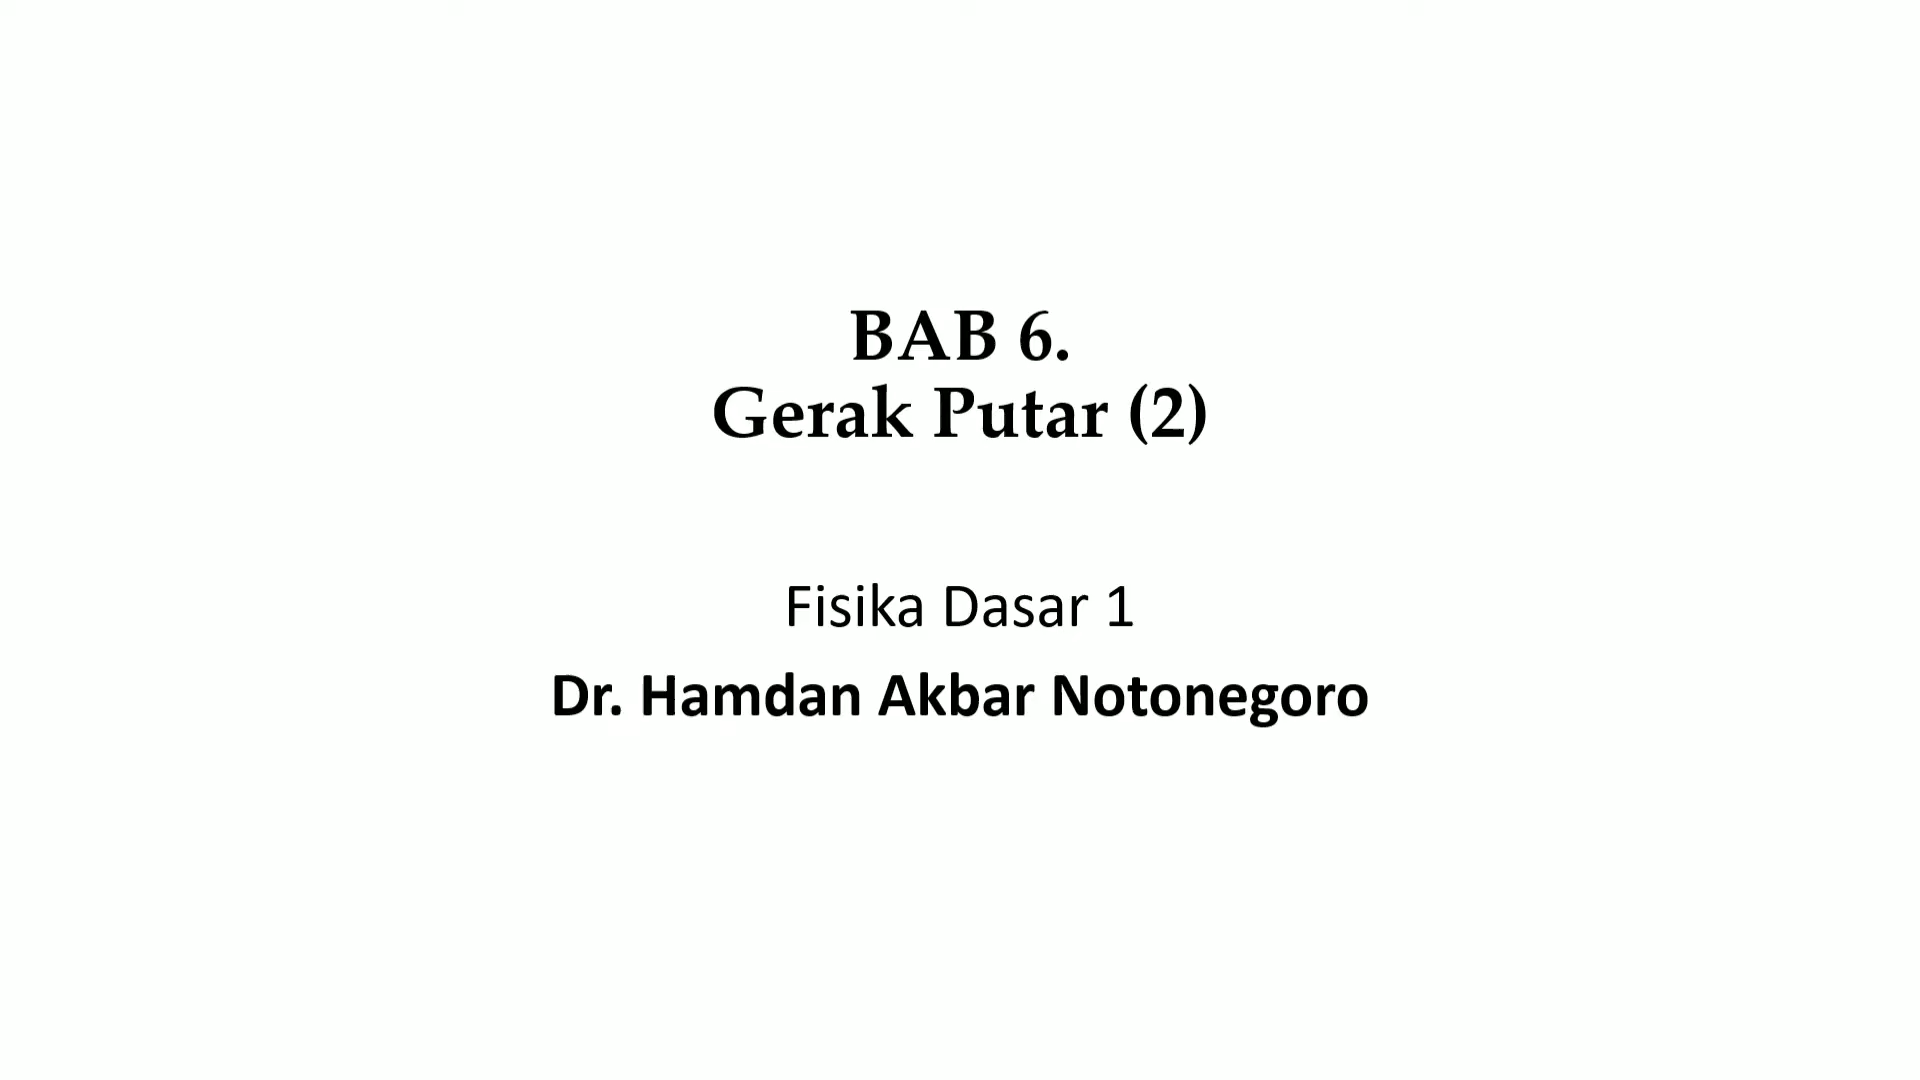 BAB 6.
Gerak Putar (2)
Fisika Dasar 1
Dr. Hamdan Akbar Notonegoro